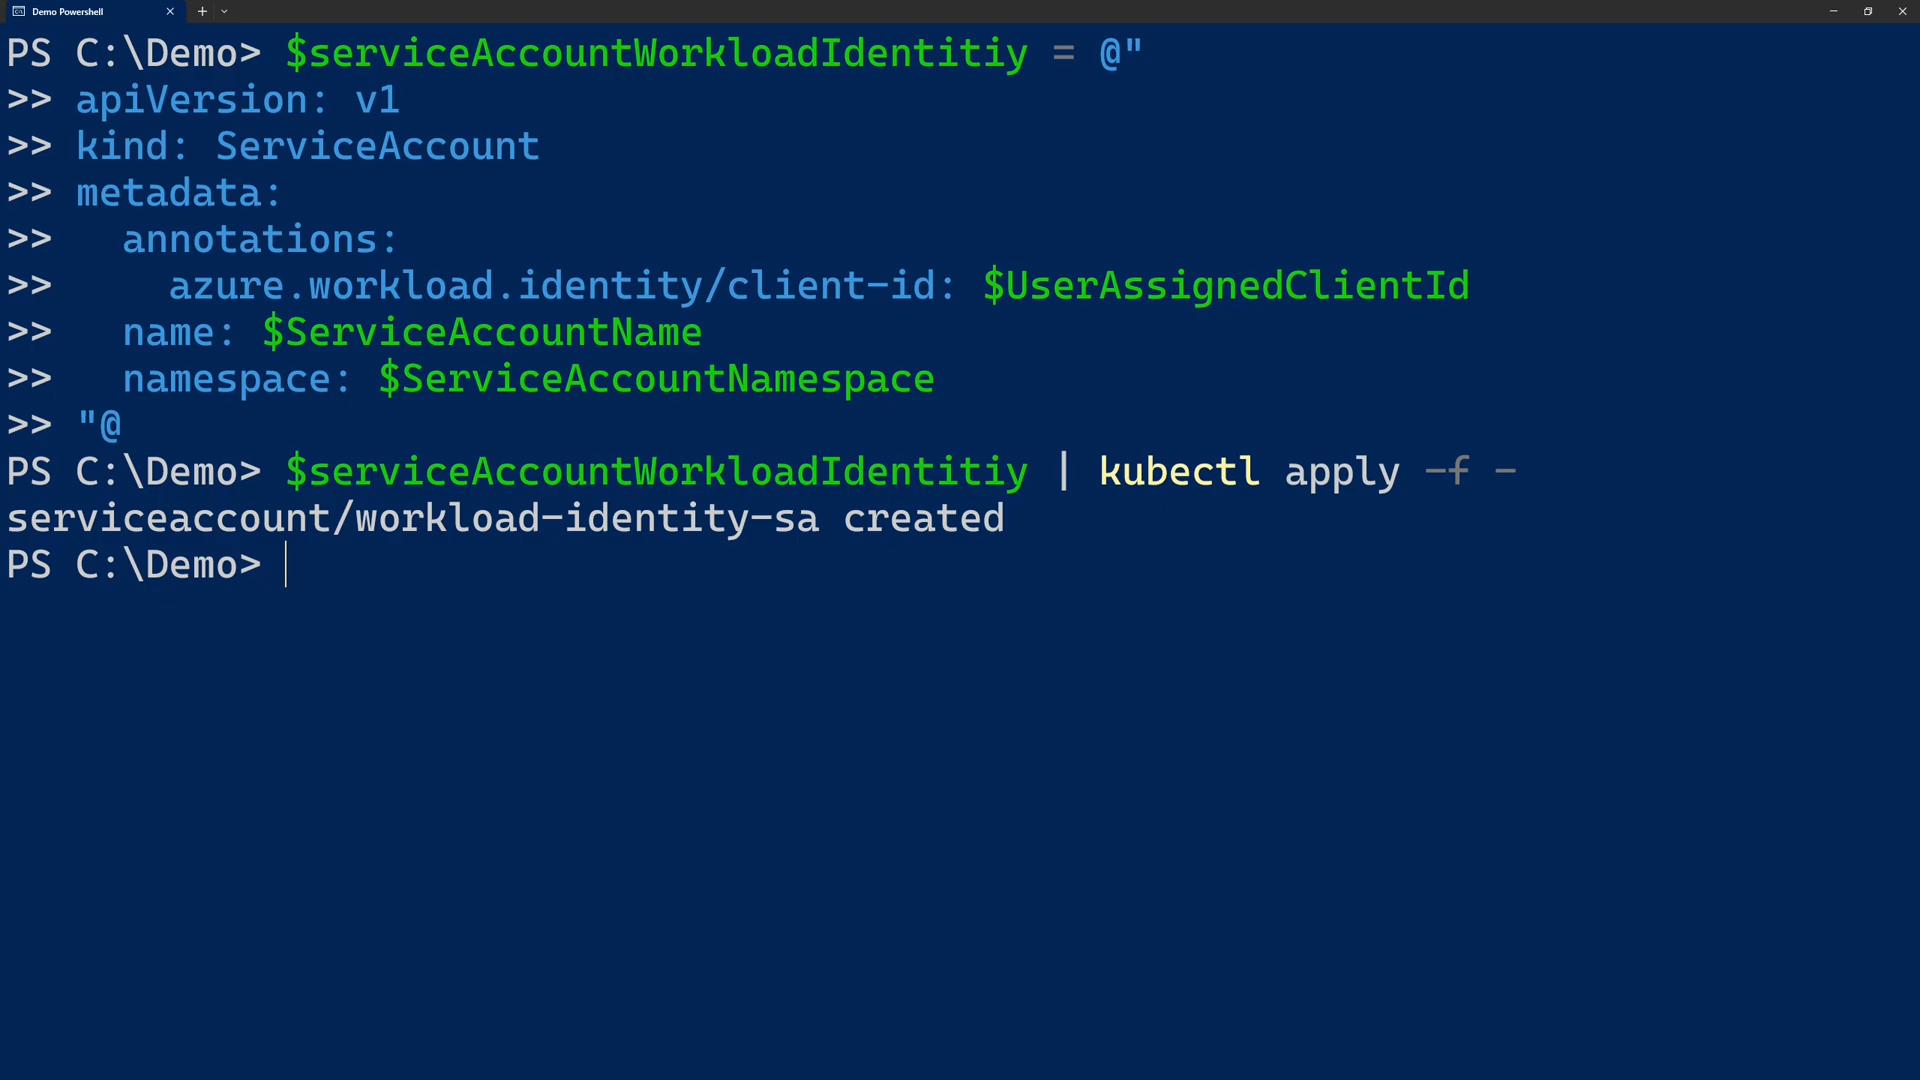 Demo Powershell
PS C:\Demo> $serviceAccountWorkloadIdentitiy = @"
>> apiVersion: v1
>> kind: ServiceAccount
>> metadata:
>>   annotations:
>>     azure.workload.identity/client-id: $UserAssignedClientId
>>   name: $ServiceAccountName
>>   namespace: $ServiceAccountNamespace
>> "@
PS C:\Demo> $serviceAccountWorkloadIdentitiy | kubectl apply -f -
serviceaccount/workload-identity-sa created
PS C:\Demo>